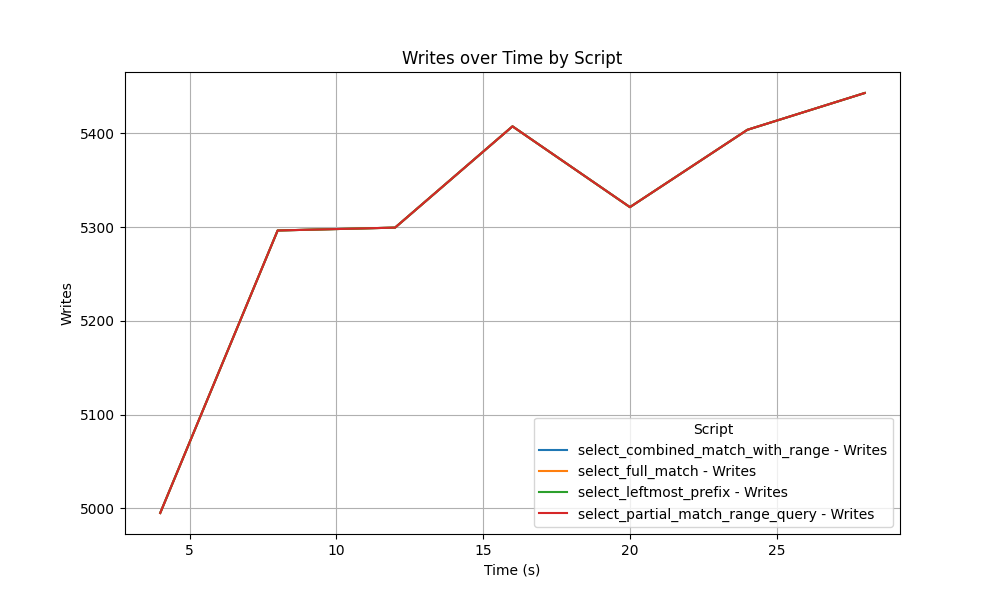 Writes over Time by Script
Writes
5400
5300
5200
5100
5000
5
10
15
20
25
Time (s)
Script
select_combined_match_with_range - Writes
select_full_match - Writes
select_leftmost_prefix - Writes
select_partial_match_range_query - Writes